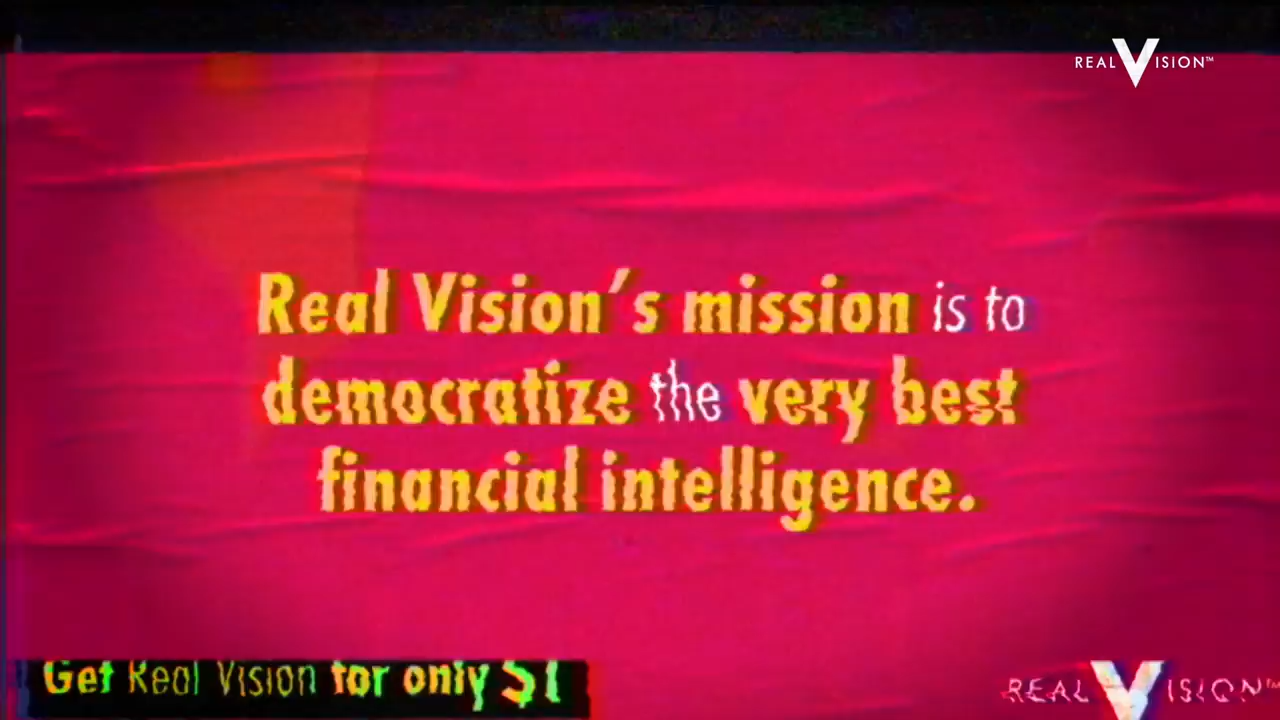 REAL VISION™
Real Vision's mission is to
democratize the very best
financial intelligence.
Get Real Vision for only $1
REAL VISION™